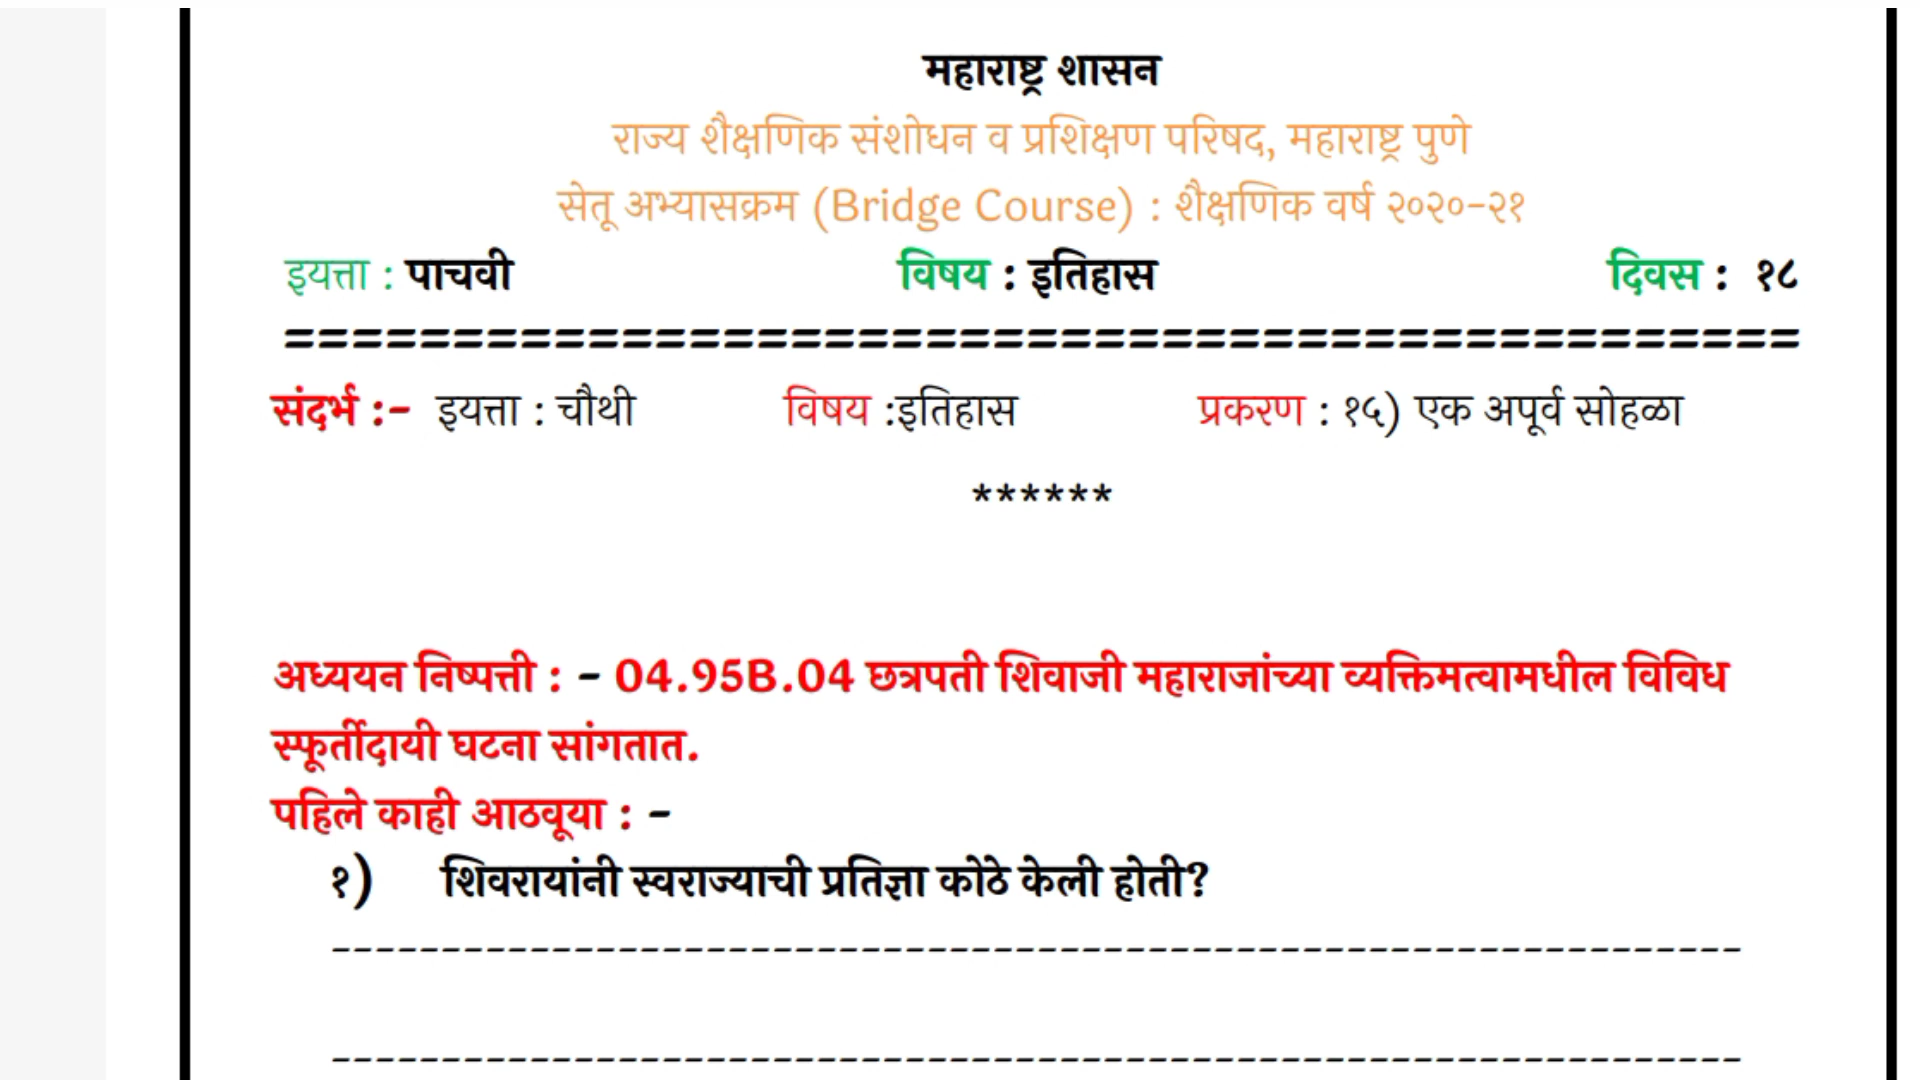 महाराष्ट्र शासन
राज्य शैक्षणिक संशोधन व प्रशिक्षण परिषद, महाराष्ट्र पुणे
सेतू अभ्यासक्रम (Bridge Course) : शैक्षणिक वर्ष २०२०-२१
इयत्ता : पाचवी विषय : इतिहास दिवस : १८
=============================================
संदर्भ :- इयत्ता : चौथी विषय :इतिहास प्रकरण : १५) एक अपूर्व सोहळा
******
अध्ययन निष्पत्ती : - 04.95B.04 छत्रपती शिवाजी महाराजांच्या व्यक्तिमत्वामधील विविध
स्फूर्तीदायी घटना सांगतात.
पहिले काही आठवूया : -
१) शिवरायांनी स्वराज्याची प्रतिज्ञा कोठे केली होती?
----------------------------------------------------------------
----------------------------------------------------------------